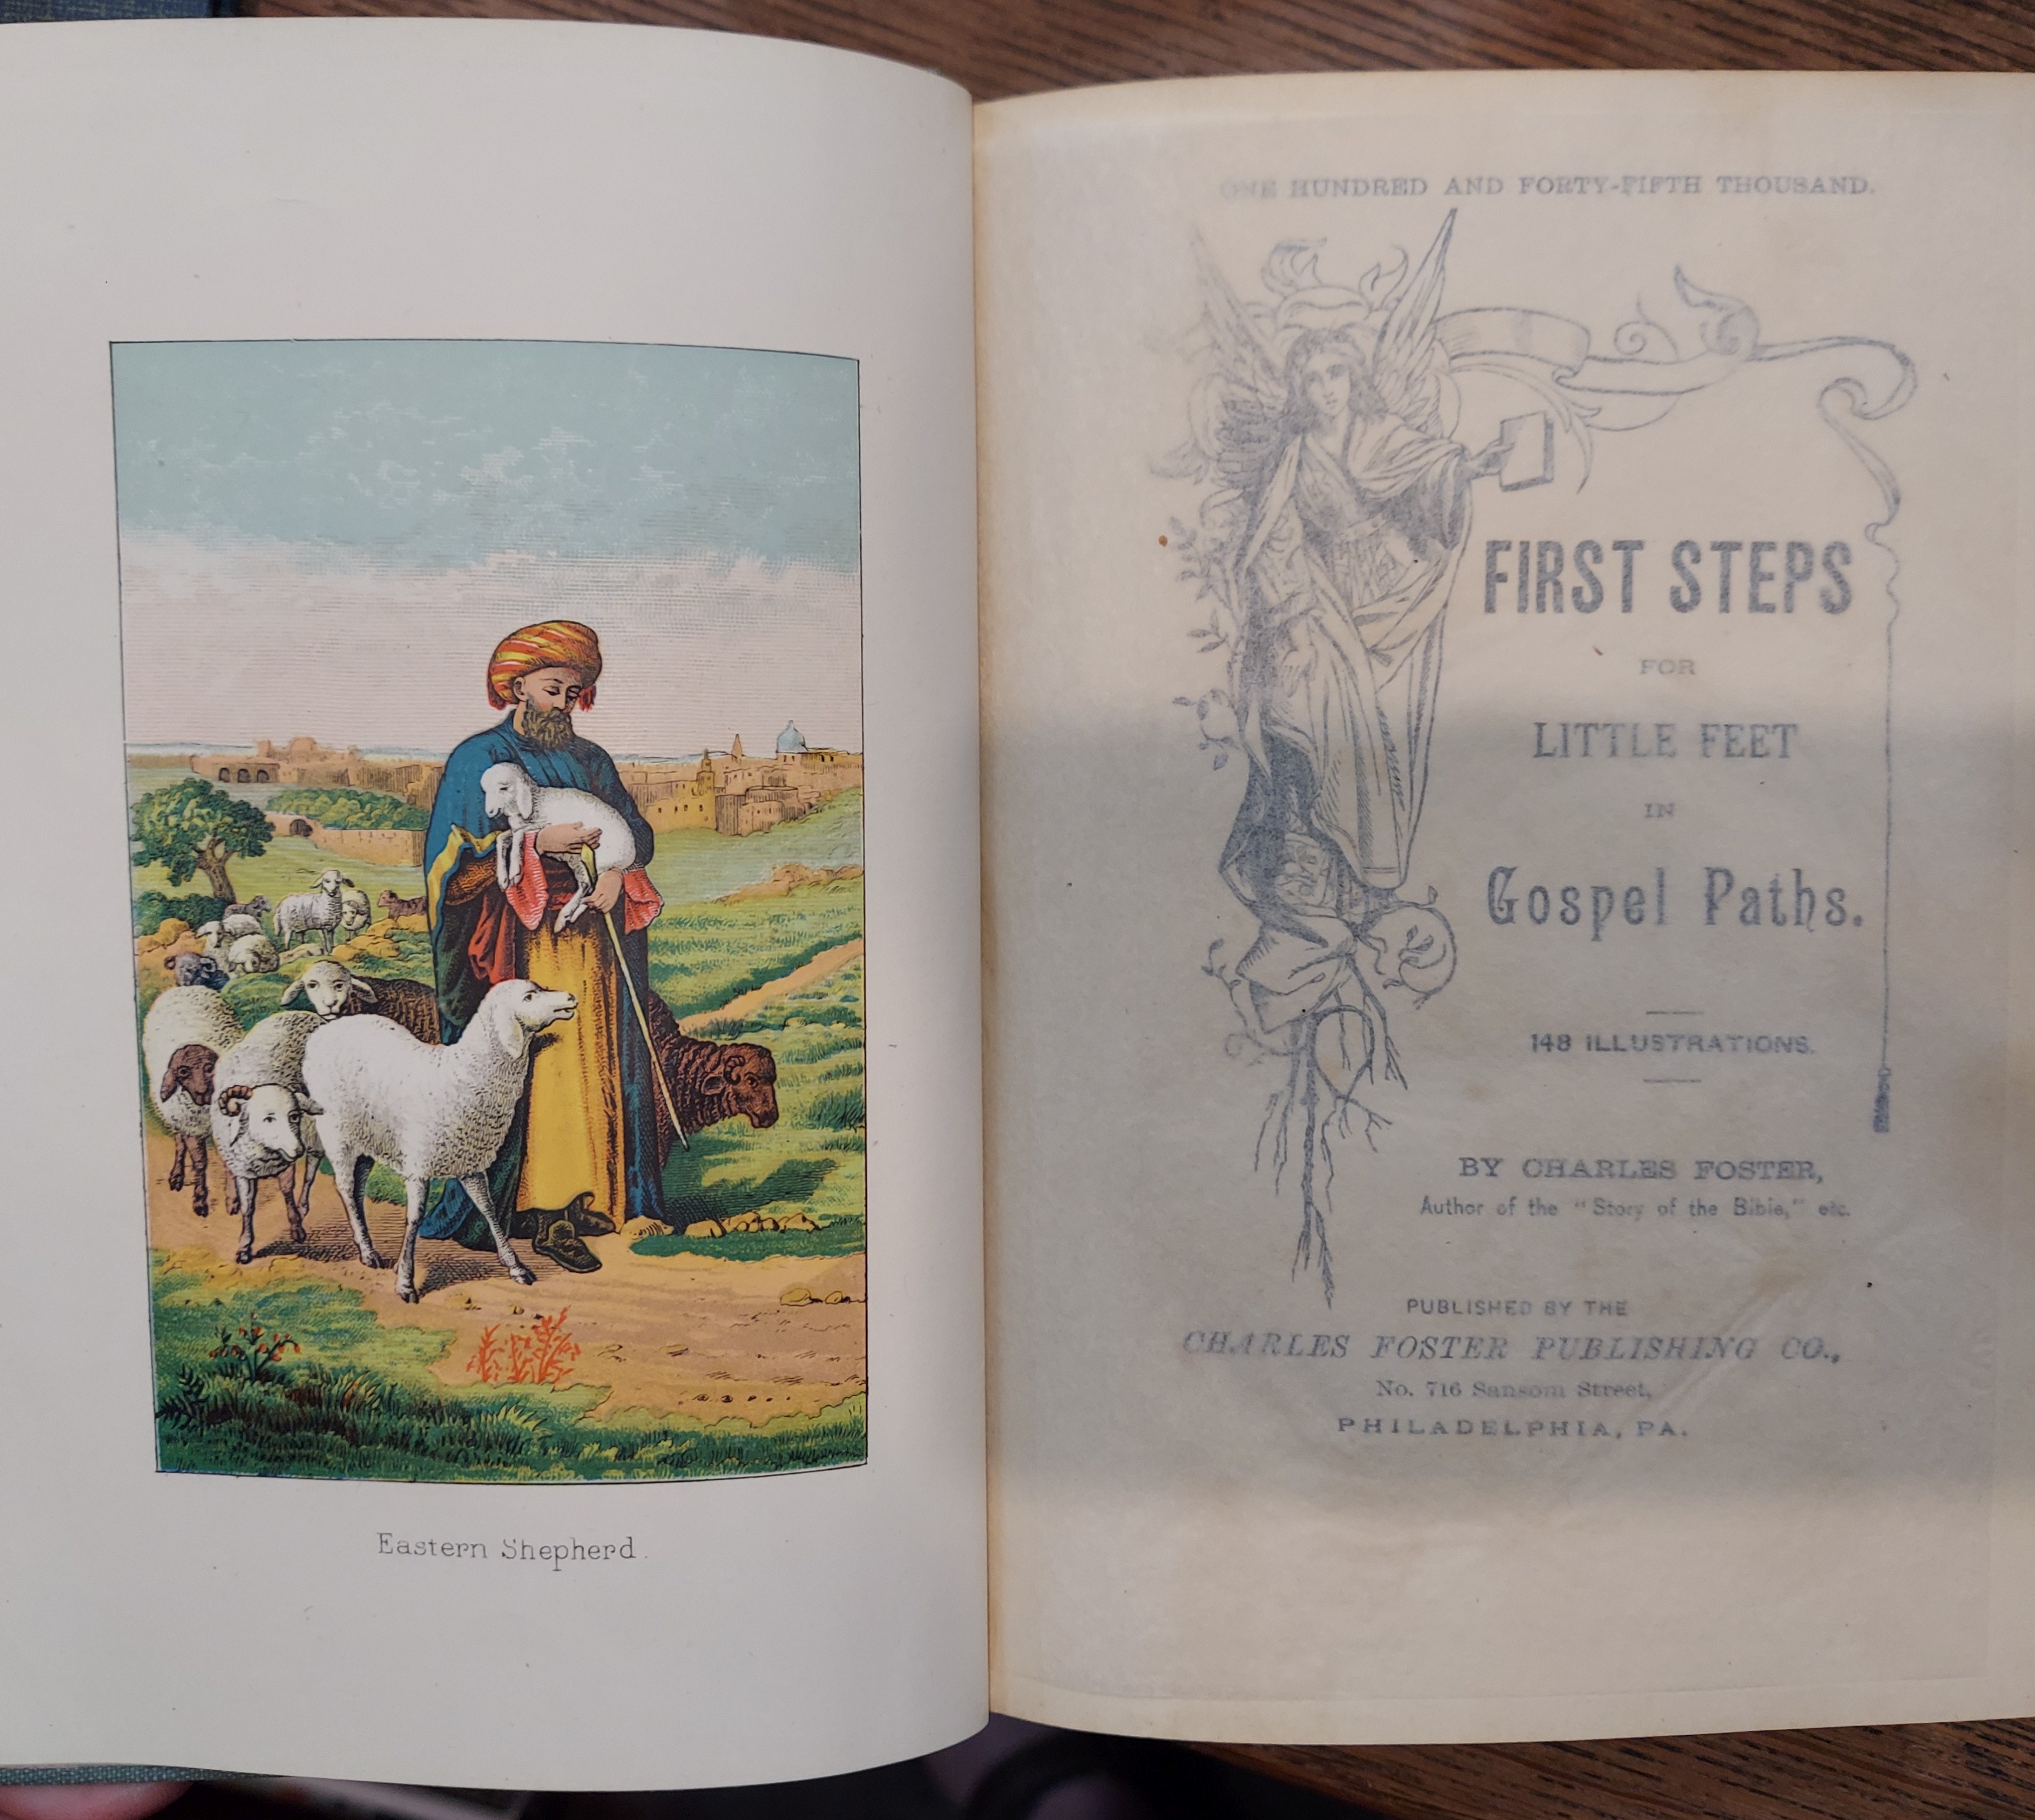 Eastern Shepherd.
ONE HUNDRED AND FORTY-FIFTH THOUSAND.
FIRST STEPS
FOR
LITTLE FEET
IN
Gospel Paths.
148 ILLUSTRATIONS.
BY CHARLES FOSTER,
Author of the "Story of the Bible," etc.
PUBLISHED BY THE
CHARLES FOSTER PUBLISHING CO.,
No. 716 Sansom Street,
PHILADELPHIA, PA.